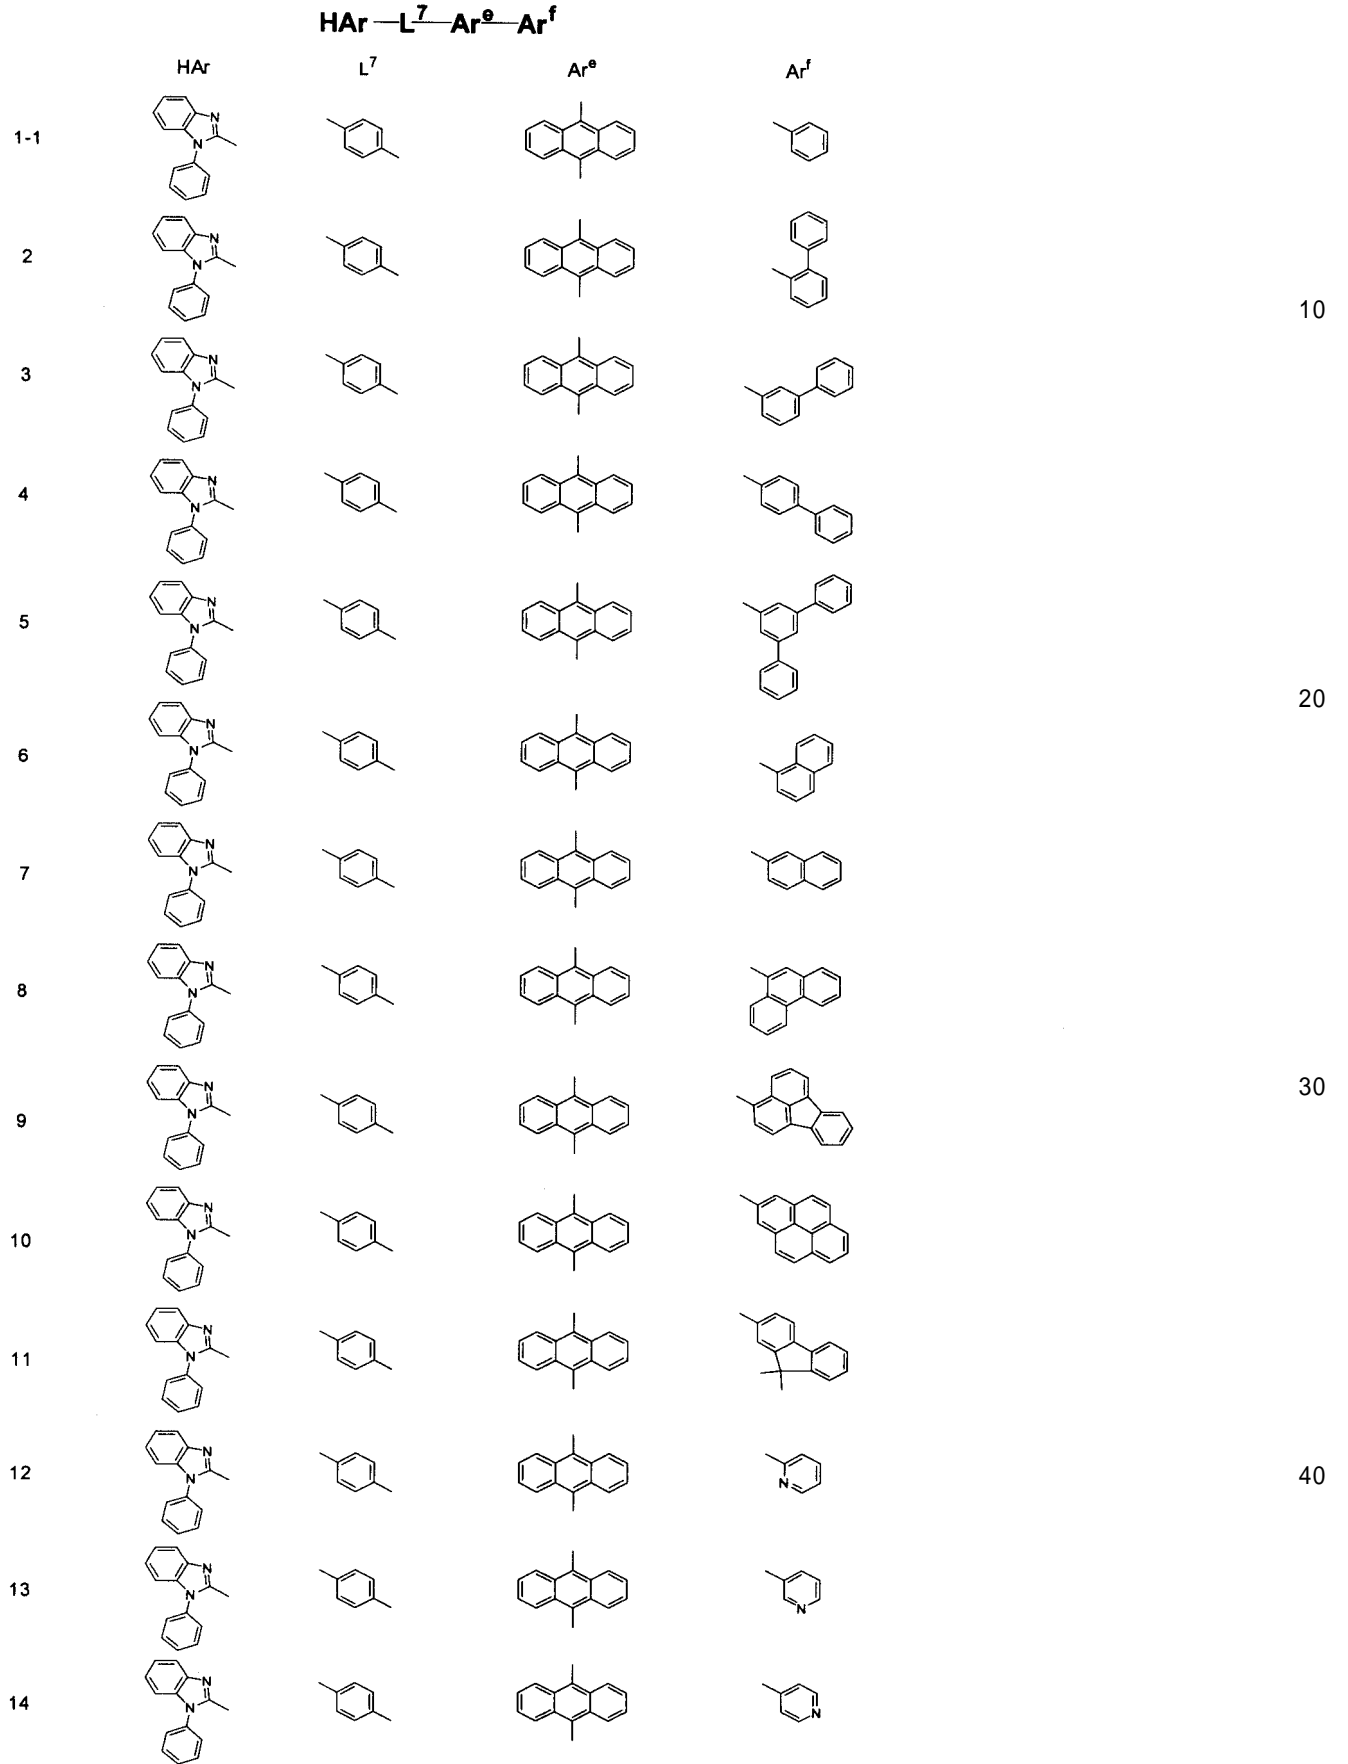 HAr—L⁷—Arᵉ—Arᶠ
HAr L⁷ Arᵉ Arᶠ
1-1 N N
2 N N
10
3 N N
4 N N
5 N N
20
6 N N
7 N N
8 N N
30
9 N N
10 N N
11 N N
12 N N N
40
13 N N N
14 N N N